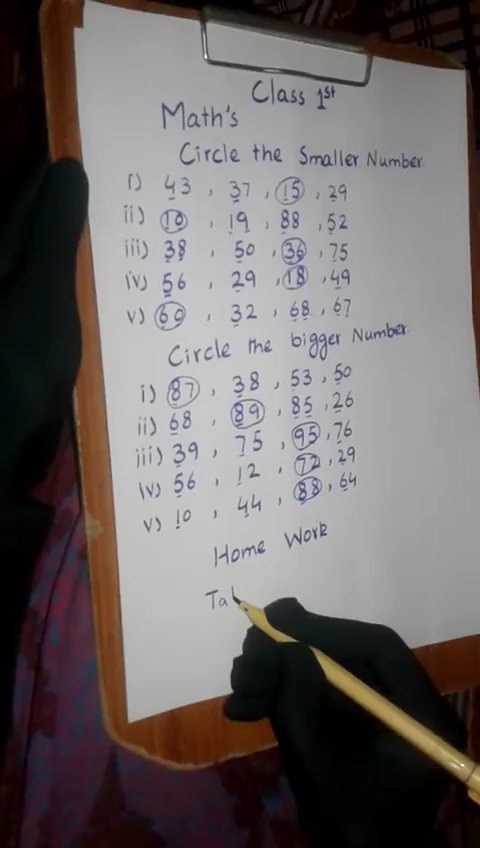 Class 1st
Math's
Circle the Smaller Number.
i) 43 , 37 , 15 , 29
ii) 10 , 19 , 88 , 52
iii) 38 , 50 , 36 , 75
iv) 56 , 29 , 18 , 49
v) 60 , 32 , 68 , 67
Circle the bigger Number.
i) 87 , 38 , 53 , 50
ii) 68 , 89 , 85 , 26
iii) 39 , 75 , 95 , 76
iv) 56 , 12 , 72 , 29
v) 10 , 44 , 88 , 64
Home Work
Ta